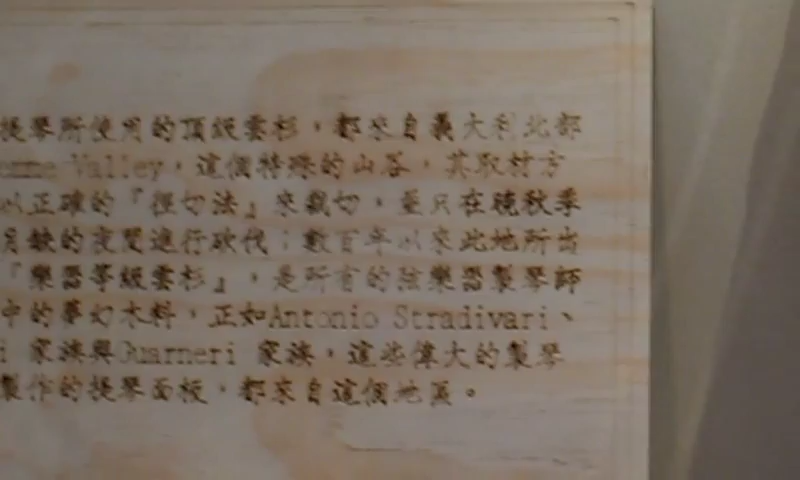 提琴所使用的頂級雲杉，都來自義大利北部
emme Valley，這個特殊的山谷，其取材方
以正確的『徑切法』來裁切，並只在晚秋季
月缺的夜間進行砍伐；數百年以來此地所出
『樂器等級雲杉』，是所有的弦樂器製琴師
中的夢幻木料，正如Antonio Stradivari、
i 家族與Guarneri 家族，這些偉大的製琴
製作的提琴面板，都來自這個地區。